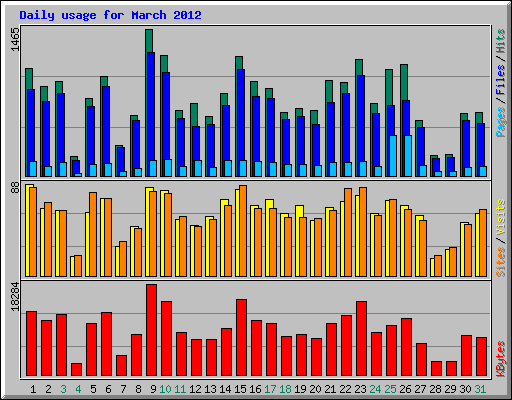 Daily usage for March 2012
1465
Pages / Files / Hits
88
Sites / Visits
18284
KBytes
1 2 3 4 5 6 7 8 9 10 11 12 13 14 15 16 17 18 19 20 21 22 23 24 25 26 27 28 29 30 31